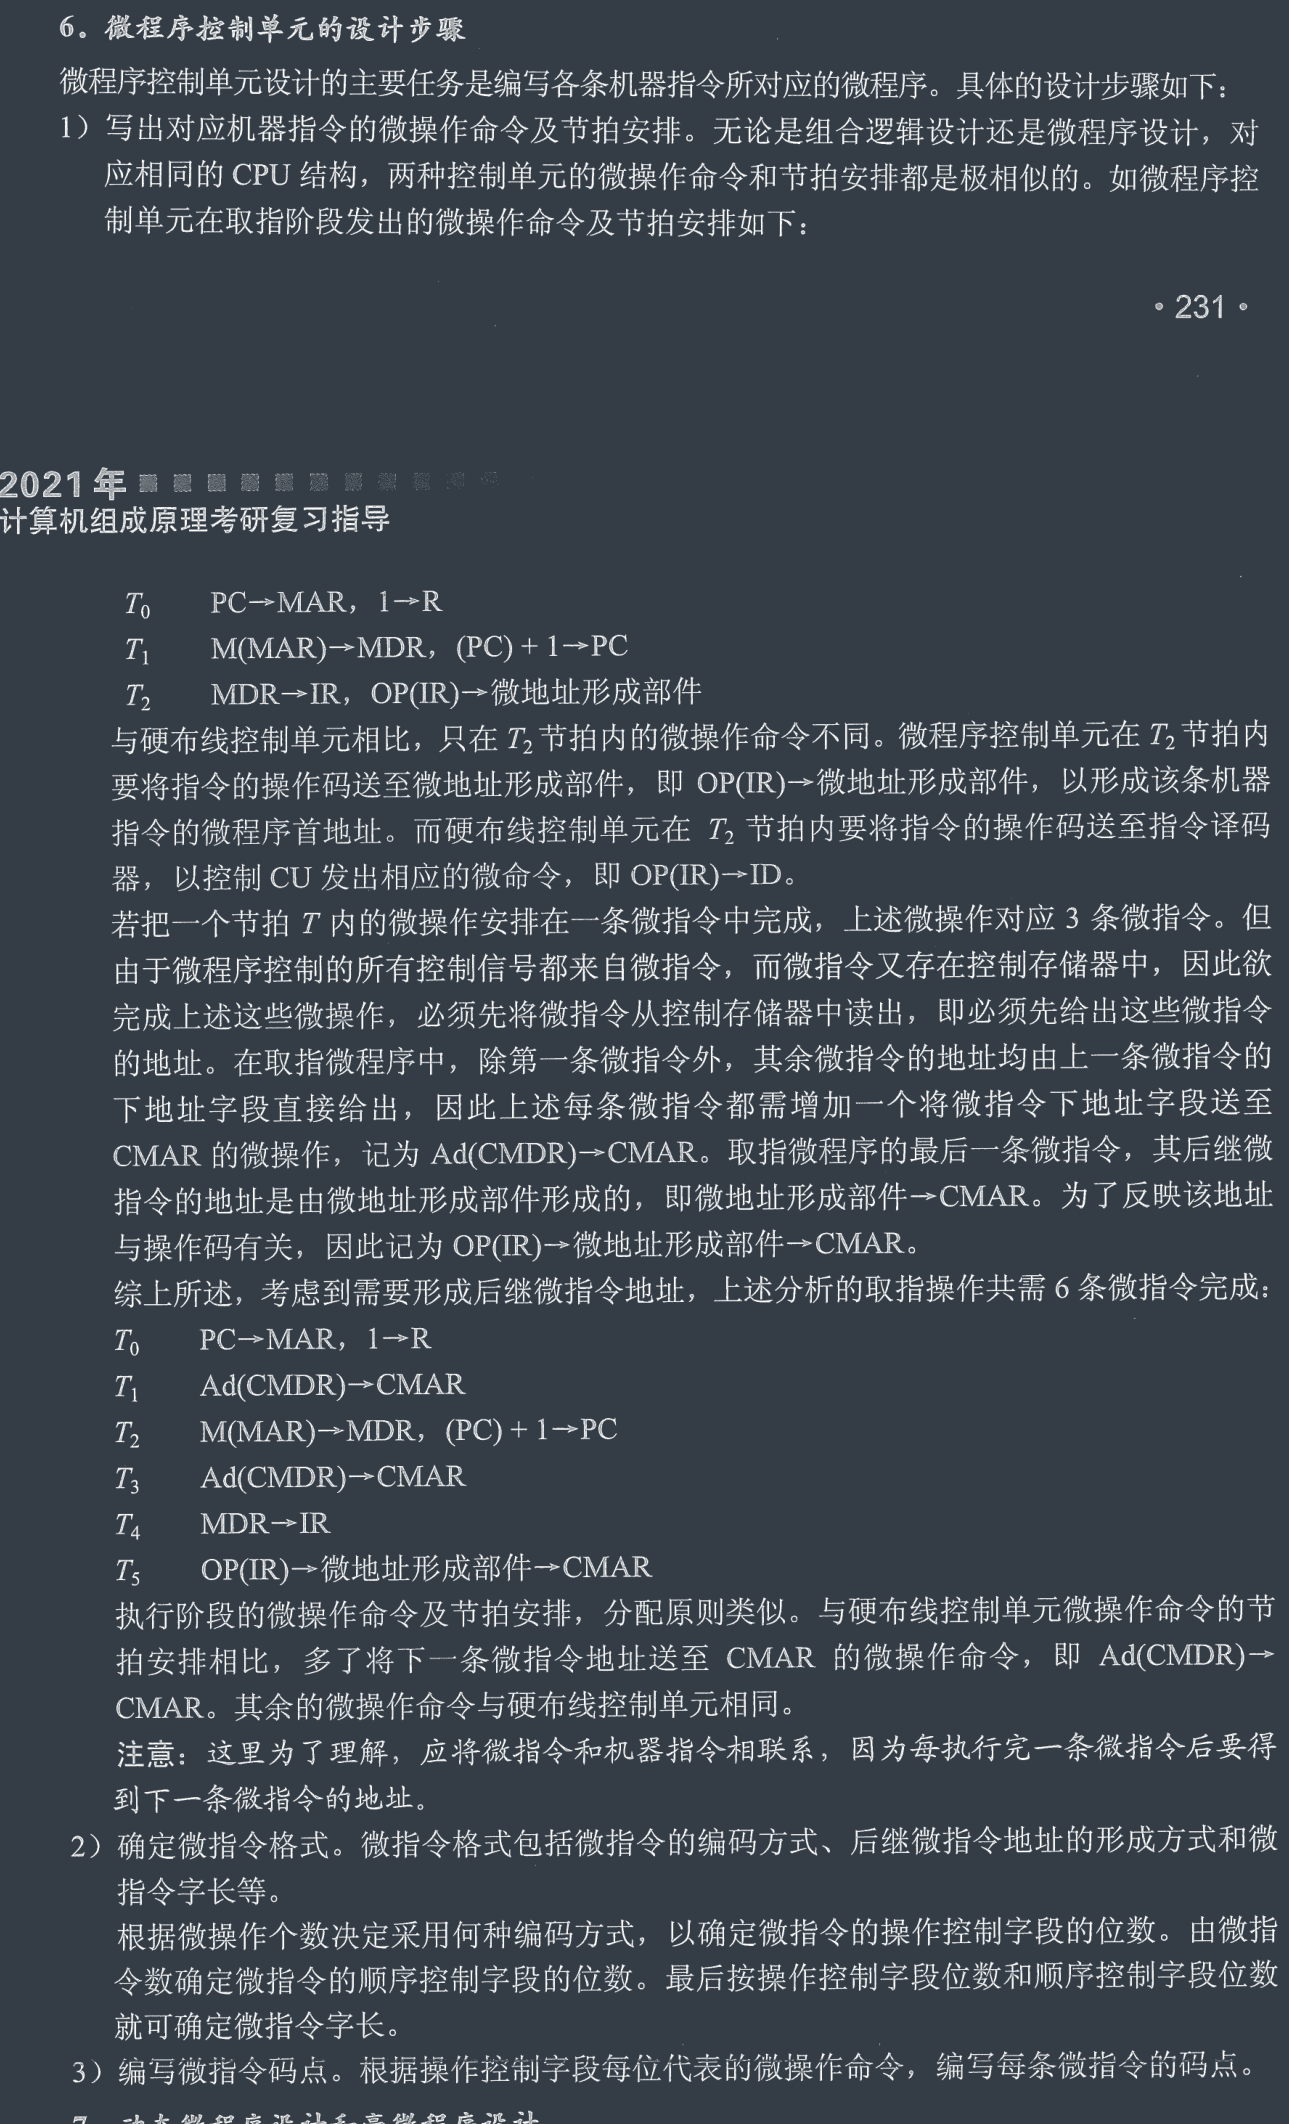 6。微程序控制单元的设计步骤
微程序控制单元设计的主要任务是编写各条机器指令所对应的微程序。具体的设计步骤如下：
1）写出对应机器指令的微操作命令及节拍安排。无论是组合逻辑设计还是微程序设计，对
应相同的 CPU 结构，两种控制单元的微操作命令和节拍安排都是极相似的。如微程序控
制单元在取指阶段发出的微操作命令及节拍安排如下：
• 231 •
2021 年
计算机组成原理考研复习指导
T₀ PC→MAR，1→R
T₁ M(MAR)→MDR，(PC) + 1→PC
T₂ MDR→IR，OP(IR)→微地址形成部件
与硬布线控制单元相比，只在 T₂ 节拍内的微操作命令不同。微程序控制单元在 T₂ 节拍内
要将指令的操作码送至微地址形成部件，即 OP(IR)→微地址形成部件，以形成该条机器
指令的微程序首地址。而硬布线控制单元在 T₂ 节拍内要将指令的操作码送至指令译码
器，以控制 CU 发出相应的微命令，即 OP(IR)→ID。
若把一个节拍 T 内的微操作安排在一条微指令中完成，上述微操作对应 3 条微指令。但
由于微程序控制的所有控制信号都来自微指令，而微指令又存在控制存储器中，因此欲
完成上述这些微操作，必须先将微指令从控制存储器中读出，即必须先给出这些微指令
的地址。在取指微程序中，除第一条微指令外，其余微指令的地址均由上一条微指令的
下地址字段直接给出，因此上述每条微指令都需增加一个将微指令下地址字段送至
CMAR 的微操作，记为 Ad(CMDR)→CMAR。取指微程序的最后一条微指令，其后继微
指令的地址是由微地址形成部件形成的，即微地址形成部件→CMAR。为了反映该地址
与操作码有关，因此记为 OP(IR)→微地址形成部件→CMAR。
综上所述，考虑到需要形成后继微指令地址，上述分析的取指操作共需 6 条微指令完成：
T₀ PC→MAR，1→R
T₁ Ad(CMDR)→CMAR
T₂ M(MAR)→MDR，(PC) + 1→PC
T₃ Ad(CMDR)→CMAR
T₄ MDR→IR
T₅ OP(IR)→微地址形成部件→CMAR
执行阶段的微操作命令及节拍安排，分配原则类似。与硬布线控制单元微操作命令的节
拍安排相比，多了将下一条微指令地址送至 CMAR 的微操作命令，即 Ad(CMDR)→
CMAR。其余的微操作命令与硬布线控制单元相同。
注意：这里为了理解，应将微指令和机器指令相联系，因为每执行完一条微指令后要得
到下一条微指令的地址。
2）确定微指令格式。微指令格式包括微指令的编码方式、后继微指令地址的形成方式和微
指令字长等。
根据微操作个数决定采用何种编码方式，以确定微指令的操作控制字段的位数。由微指
令数确定微指令的顺序控制字段的位数。最后按操作控制字段位数和顺序控制字段位数
就可确定微指令字长。
3）编写微指令码点。根据操作控制字段每位代表的微操作命令，编写每条微指令的码点。